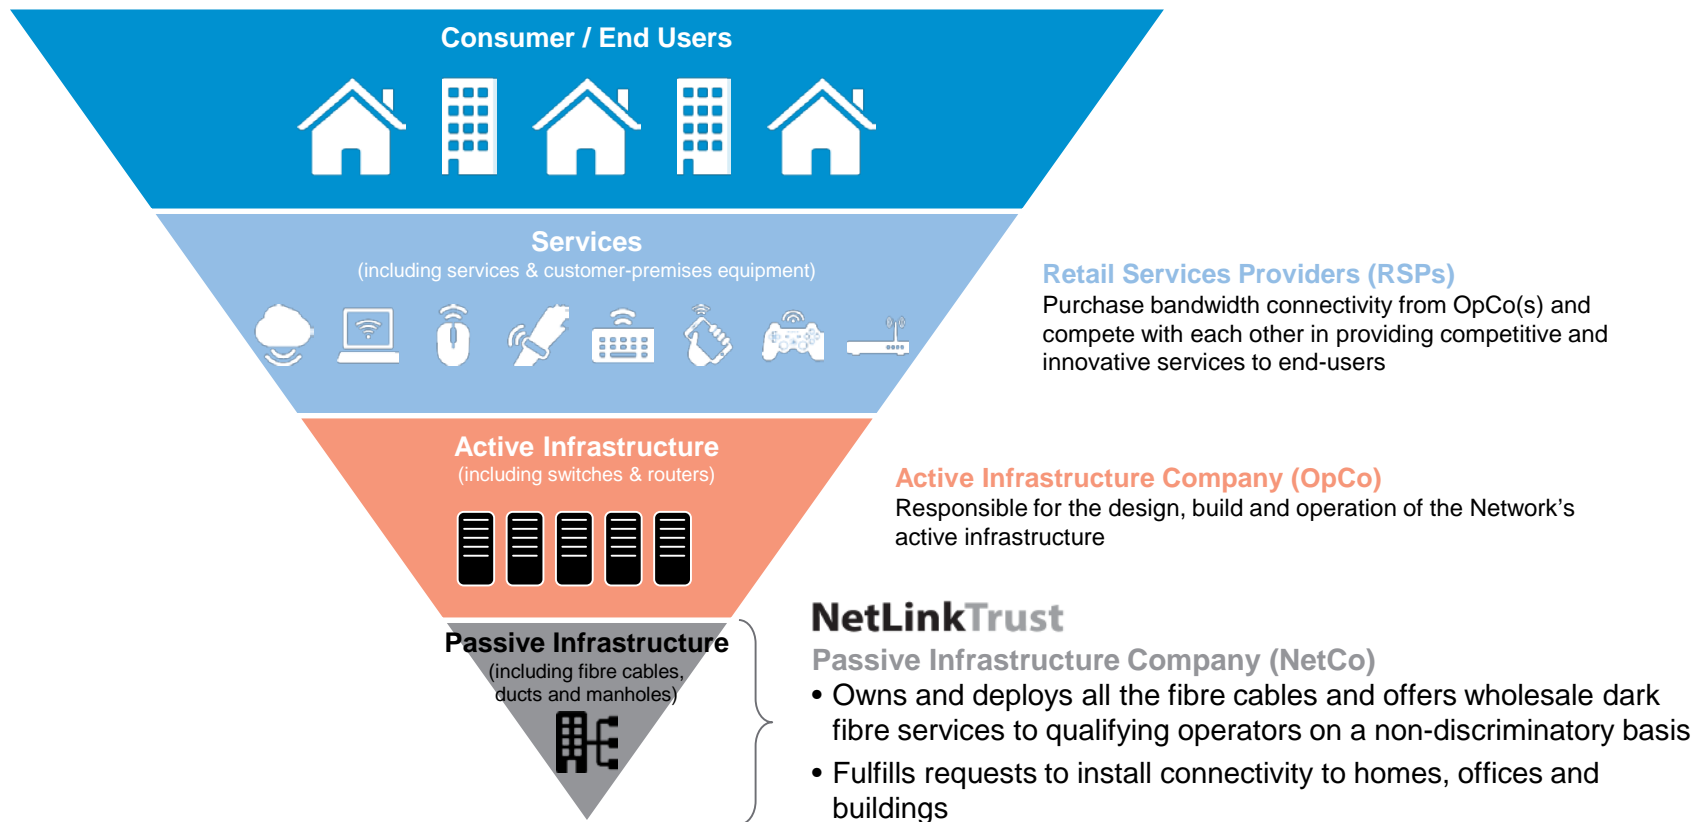 Consumer / End Users
Services
(including services & customer-premises equipment)
Retail Services Providers (RSPs)
Purchase bandwidth connectivity from OpCo(s) and
compete with each other in providing competitive and
innovative services to end-users
Active Infrastructure
(including switches & routers)
Active Infrastructure Company (OpCo)
Responsible for the design, build and operation of the Network’s
active infrastructure
Passive Infrastructure
(including fibre cables,
ducts and manholes)
NetLinkTrust
Passive Infrastructure Company (NetCo)
• Owns and deploys all the fibre cables and offers wholesale dark
fibre services to qualifying operators on a non-discriminatory basis
• Fulfills requests to install connectivity to homes, offices and
buildings